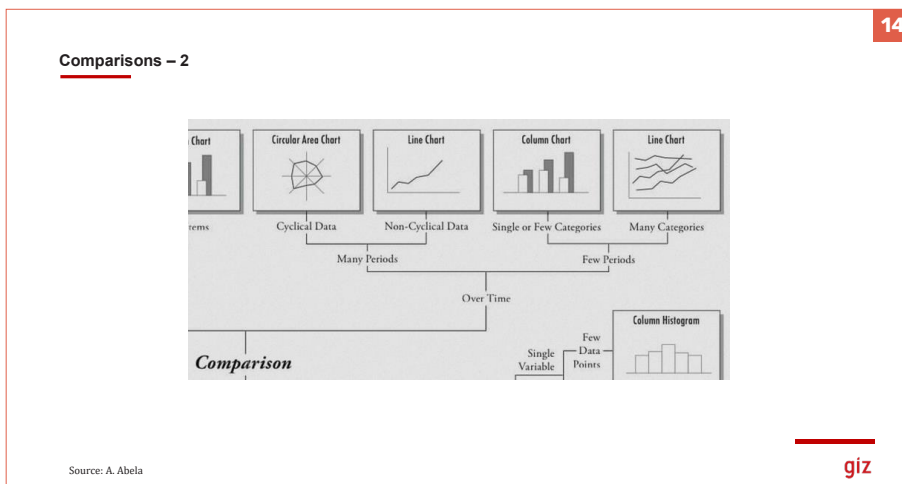 14
Comparisons – 2
Chart
Circular Area Chart
Line Chart
Column Chart
Line Chart
Cyclical Data
Non-Cyclical Data
Single or Few Categories
Many Categories
Many Periods
Few Periods
Over Time
Column Histogram
Comparison
Single
Variable
Few
Data
Points
Source: A. Abela
giz